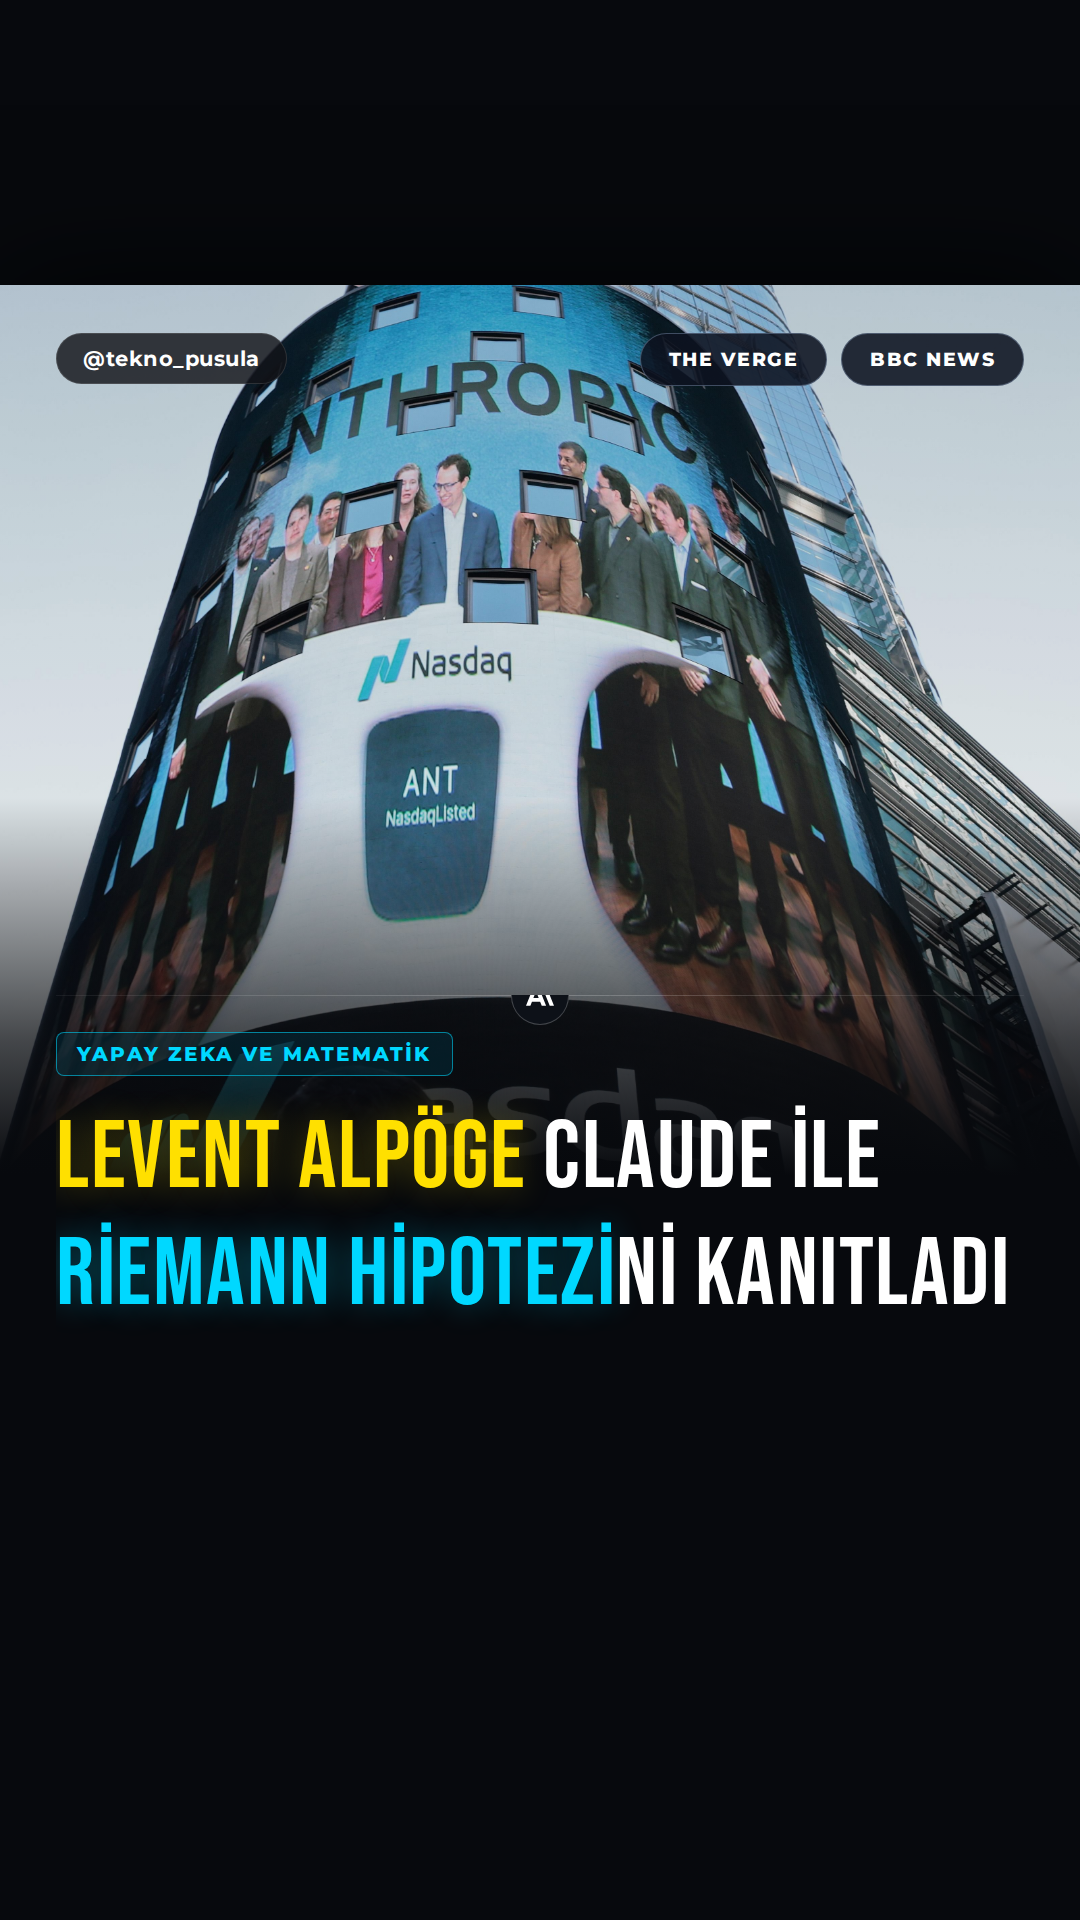 @tekno_pusula
THE VERGE
BBC NEWS
ANTHROPIC
Nasdaq
ANT
NasdaqListed
YAPAY ZEKA VE MATEMATİK
LEVENT ALPÖGE CLAUDE İLE
RİEMANN HİPOTEZİNİ KANITLADI